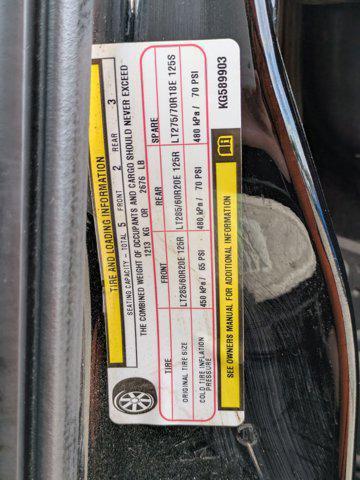 TIRE AND LOADING INFORMATION
SEATING CAPACITY - TOTAL 5 FRONT 2 REAR 3
THE COMBINED WEIGHT OF OCCUPANTS AND CARGO SHOULD NEVER EXCEED
1213 KG OR 2676 LB
TIRE FRONT REAR SPARE
ORIGINAL TIRE SIZE LT285/60R20E 125R LT285/60R20E 125R LT275/70R18E 125S
COLD TIRE INFLATION PRESSURE 450 kPa / 65 PSI 480 kPa / 70 PSI 480 kPa / 70 PSI
SEE OWNERS MANUAL FOR ADDITIONAL INFORMATION
KG589903